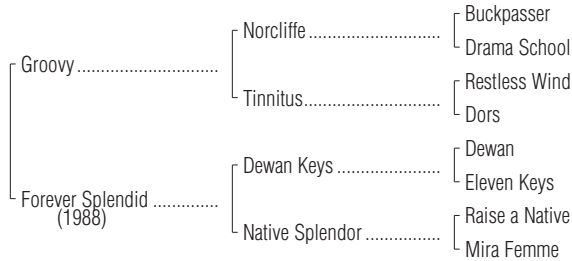 Buckpasser
Norcliffe
Drama School
Groovy
Restless Wind
Tinnitus
Dors
Dewan
Dewan Keys
Eleven Keys
Forever Splendid
(1988)
Raise a Native
Native Splendor
Mira Femme